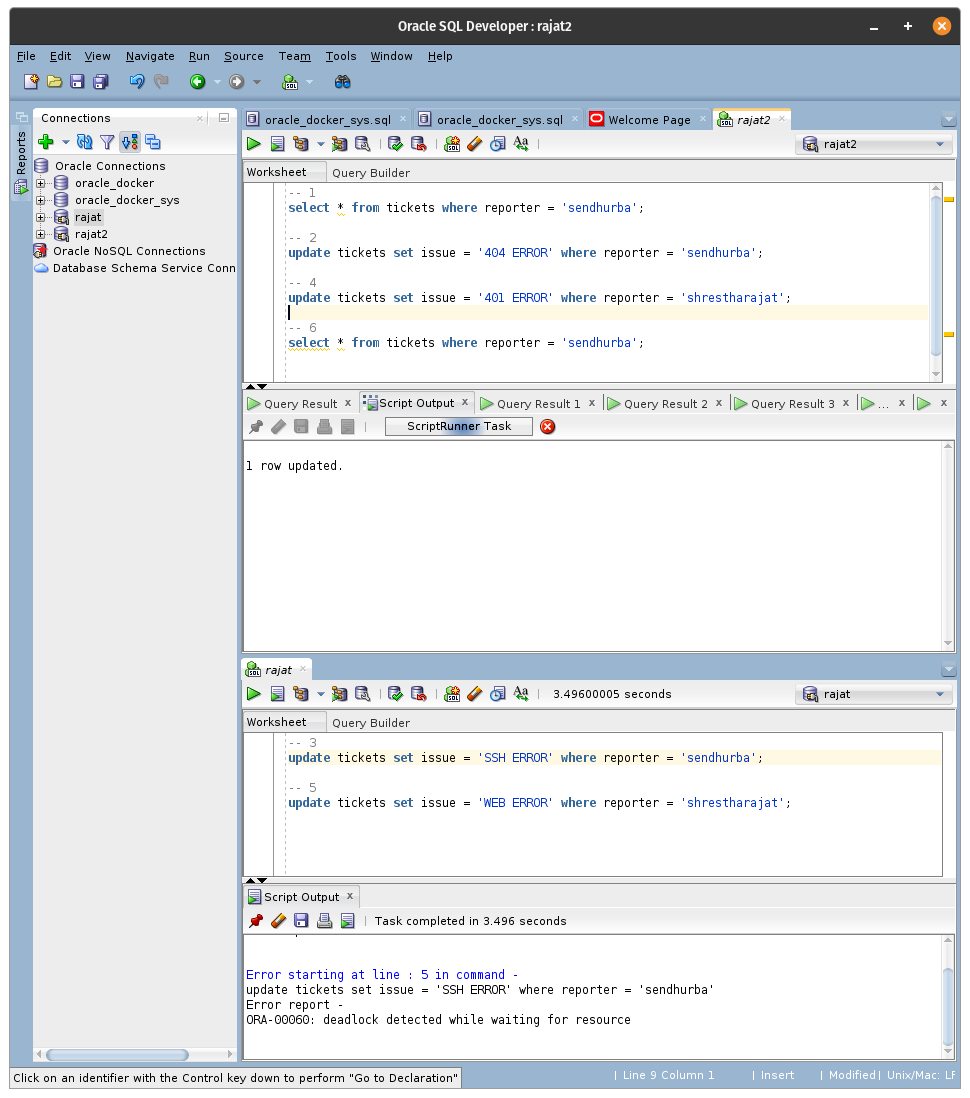 Oracle SQL Developer : rajat2
File Edit View Navigate Run Source Team Tools Window Help
Reports
Connections
Oracle Connections
oracle_docker
oracle_docker_sys
rajat
rajat2
Oracle NoSQL Connections
Database Schema Service Conn
oracle_docker_sys.sql oracle_docker_sys.sql Welcome Page rajat2
rajat2
Worksheet Query Builder
-- 1
select * from tickets where reporter = 'sendhurba';
-- 2
update tickets set issue = '404 ERROR' where reporter = 'sendhurba';
-- 4
update tickets set issue = '401 ERROR' where reporter = 'shrestharajat';
-- 6
select * from tickets where reporter = 'sendhurba';
Query Result x Script Output x Query Result 1 x Query Result 2 x Query Result 3 x ... x x
ScriptRunner Task
1 row updated.
rajat
3.49600005 seconds rajat
Worksheet Query Builder
-- 3
update tickets set issue = 'SSH ERROR' where reporter = 'sendhurba';
-- 5
update tickets set issue = 'WEB ERROR' where reporter = 'shrestharajat';
Script Output x
Task completed in 3.496 seconds
Error starting at line : 5 in command -
update tickets set issue = 'SSH ERROR' where reporter = 'sendhurba'
Error report -
ORA-00060: deadlock detected while waiting for resource
Click on an identifier with the Control key down to perform "Go to Declaration"
| Line 9 Column 1 | Insert | Modified | Unix/Mac: LF